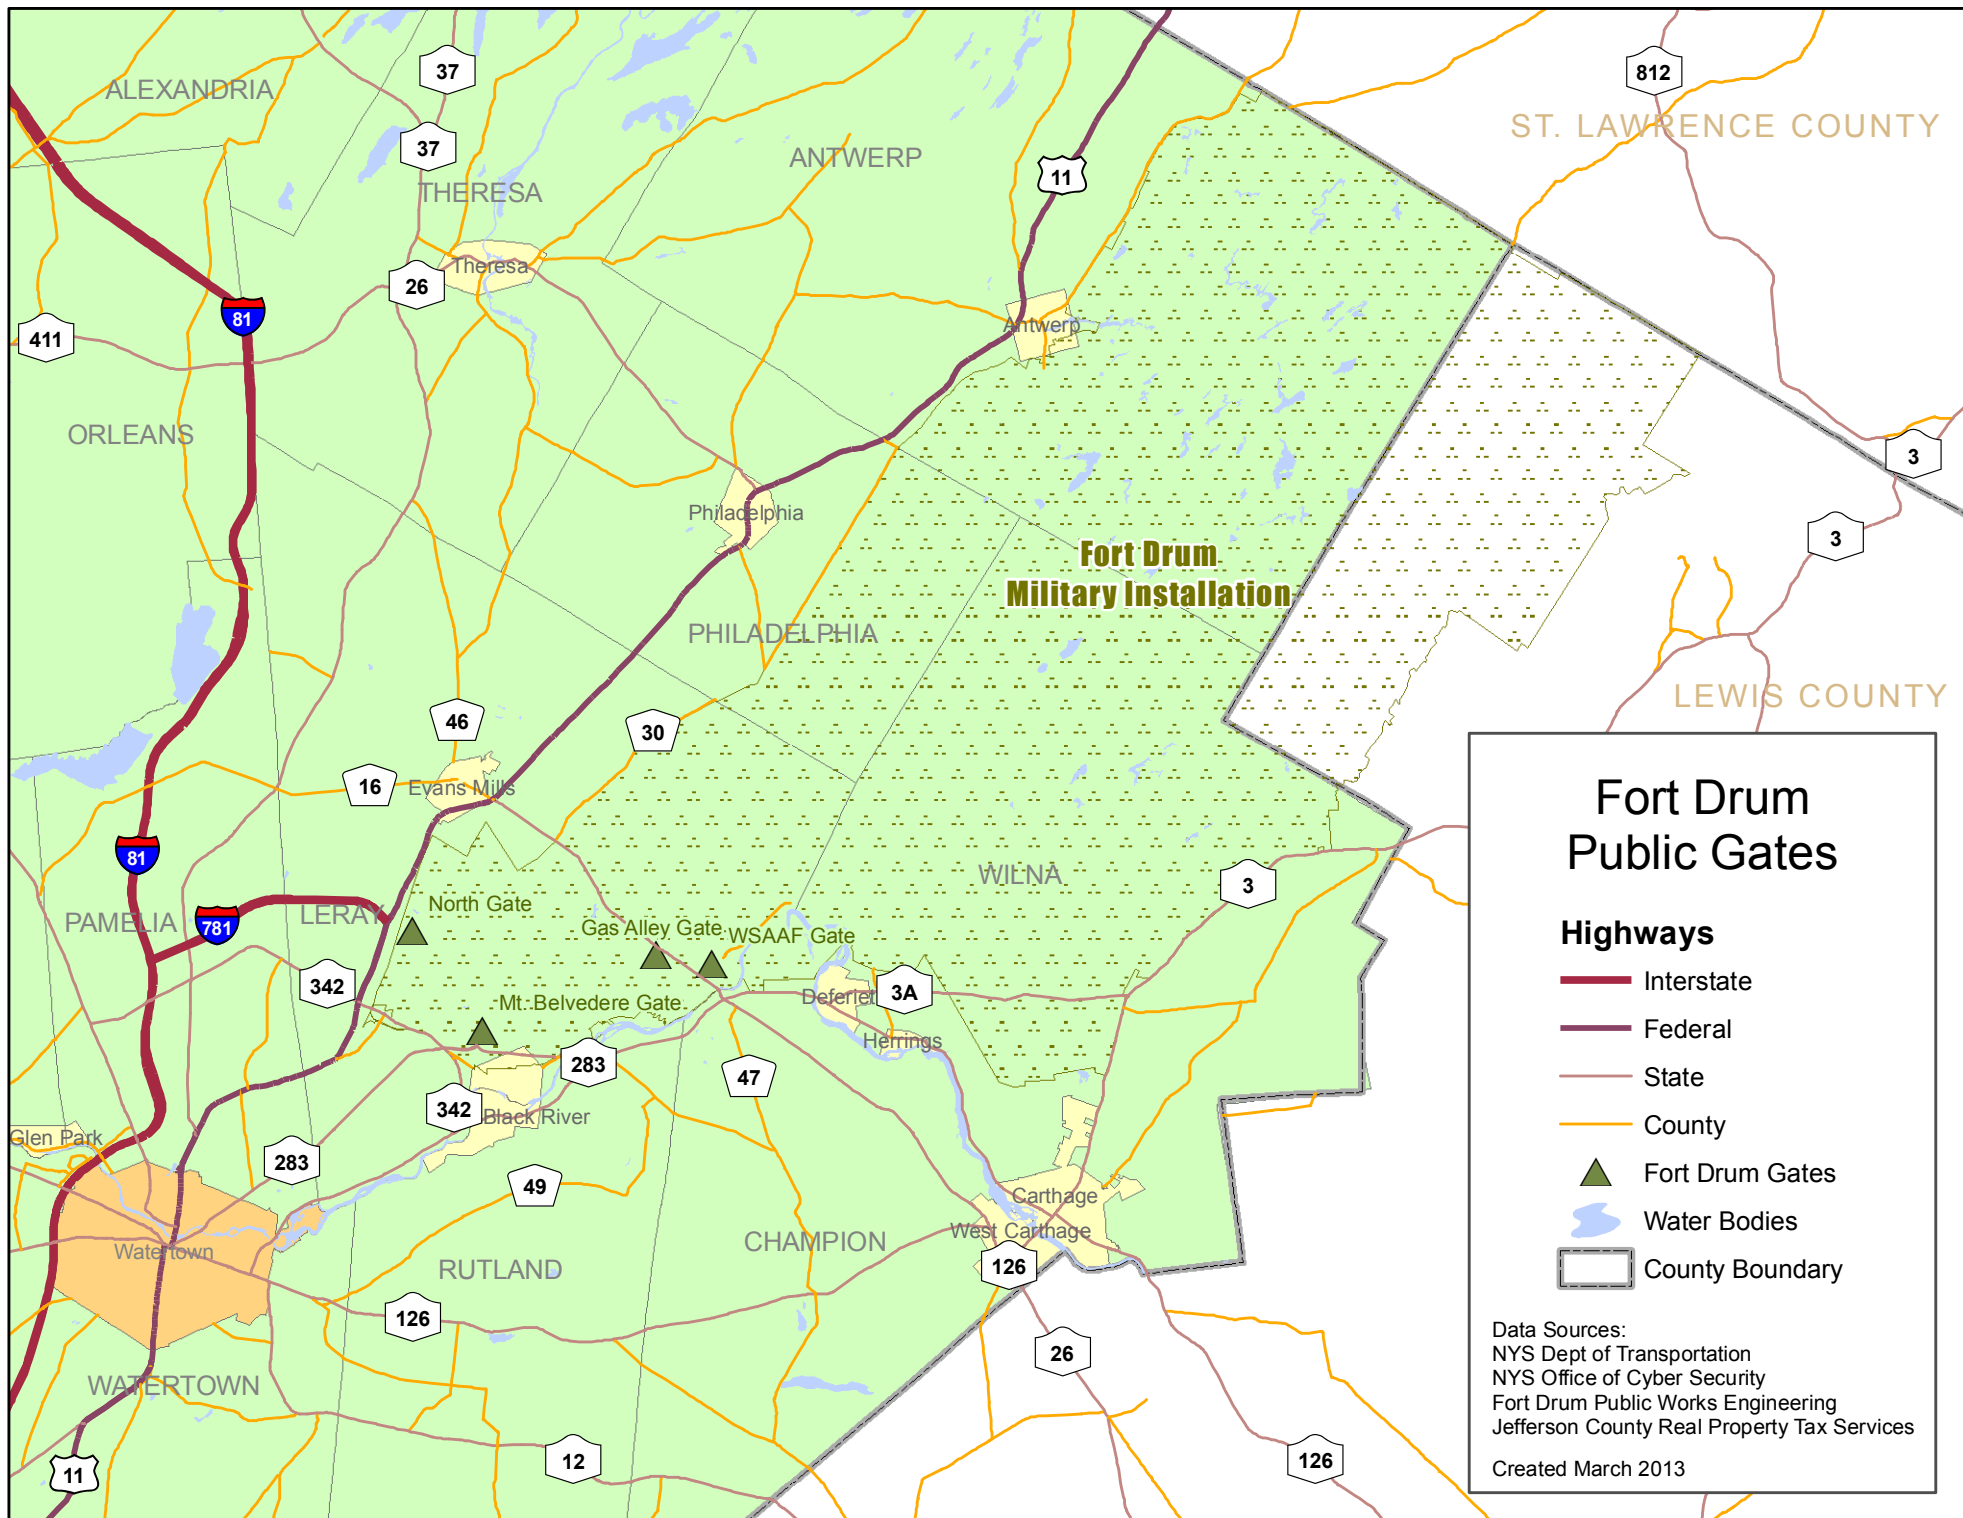 37
812
ALEXANDRIA
ST. LAWRENCE COUNTY
37
ANTWERP
11
THERESA
Theresa
26
81
411
Antwerp
ORLEANS
3
Philadelphia
3
Fort Drum
Military Installation
PHILADELPHIA
LEWIS COUNTY
46
30
16
Evans Mills
81
WILNA
3
North Gate
PAMELIA
781
LERAY
Gas Alley Gate
WSAAF Gate
342
Mt. Belvedere Gate
Deferiet
3A
Herrings
283
47
342
Black River
Glen Park
283
49
Carthage
West Carthage
Watertown
CHAMPION
RUTLAND
126
126
26
WATERTOWN
11
12
126
Fort Drum
Public Gates
Highways
Interstate
Federal
State
County
Fort Drum Gates
Water Bodies
County Boundary
Data Sources:
NYS Dept of Transportation
NYS Office of Cyber Security
Fort Drum Public Works Engineering
Jefferson County Real Property Tax Services
Created March 2013